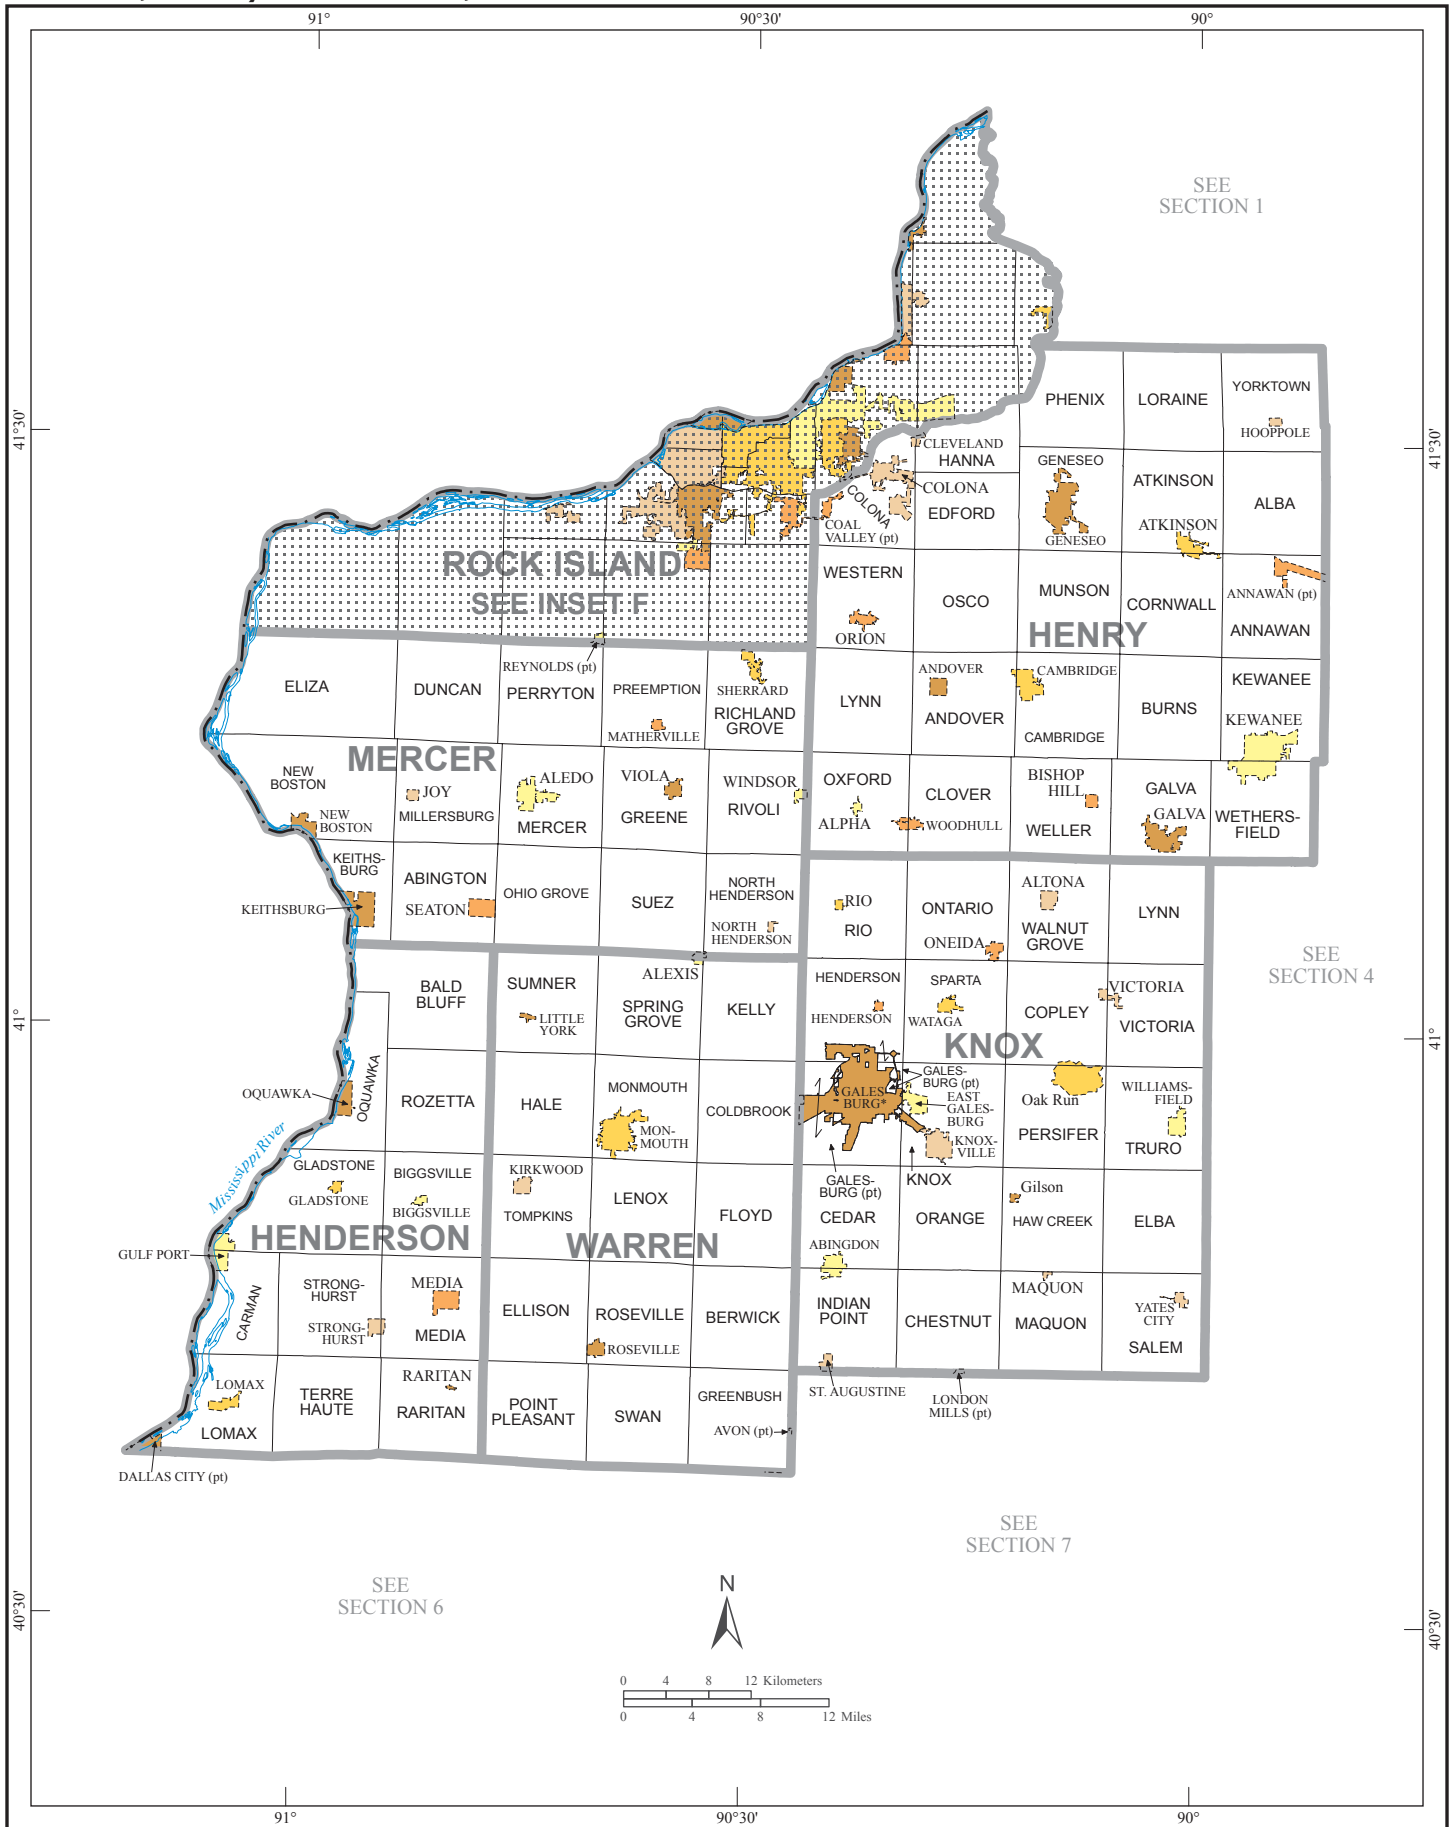 91°
90°30'
90°
SEE
SECTION 1
41°30'
41°30'
PHENIX
LORAINE
YORKTOWN
HOOPPOLE
CLEVELAND
HANNA
GENESEO
ATKINSON
ALBA
COLONA
COLONA
EDFORD
GENESEO
ATKINSON
COAL
VALLEY (pt)
ROCK ISLAND
SEE INSET F
WESTERN
OSCO
MUNSON
CORNWALL
ANNAWAN (pt)
ANNAWAN
ORION
HENRY
REYNOLDS (pt)
ELIZA
DUNCAN
PERRYTON
PREEMPTION
SHERRARD
RICHLAND
GROVE
MATHERVILLE
LYNN
ANDOVER
ANDOVER
CAMBRIDGE
CAMBRIDGE
BURNS
KEWANEE
KEWANEE
MERCER
NEW
BOSTON
NEW
BOSTON
JOY
MILLERSBURG
ALEDO
MERCER
VIOLA
GREENE
WINDSOR
RIVOLI
OXFORD
ALPHA
CLOVER
WOODHULL
BISHOP
HILL
WELLER
GALVA
GALVA
WETHERS-
FIELD
KEITHS-
BURG
KEITHSBURG
ABINGTON
SEATON
OHIO GROVE
SUEZ
NORTH
HENDERSON
NORTH
HENDERSON
RIO
RIO
ONTARIO
ONEIDA
ALTONA
WALNUT
GROVE
LYNN
SEE
SECTION 4
ALEXIS
BALD
BLUFF
SUMNER
LITTLE
YORK
SPRING
GROVE
KELLY
HENDERSON
HENDERSON
SPARTA
WATAGA
COPLEY
VICTORIA
VICTORIA
41°
41°
KNOX
OQUAWKA
OQUAWKA
ROZETTA
HALE
MONMOUTH
MON-
MOUTH
COLDBROOK
GALES-
BURG*
GALES-
BURG (pt)
EAST
GALES-
BURG
KNOX-
VILLE
Oak Run
PERSIFER
WILLIAMS-
FIELD
TRURO
Mississippi River
GLADSTONE
GLADSTONE
BIGGSVILLE
BIGGSVILLE
KIRKWOOD
TOMPKINS
LENOX
FLOYD
GALES-
BURG (pt)
CEDAR
KNOX
ORANGE
Gilson
HAW CREEK
ELBA
HENDERSON
WARREN
GULF PORT
ABINGDON
CARMAN
STRONG-
HURST
STRONG-
HURST
MEDIA
MEDIA
ELLISON
ROSEVILLE
ROSEVILLE
BERWICK
INDIAN
POINT
CHESTNUT
MAQUON
MAQUON
YATES
CITY
SALEM
LOMAX
LOMAX
TERRE
HAUTE
RARITAN
RARITAN
POINT
PLEASANT
SWAN
GREENBUSH
AVON (pt)
ST. AUGUSTINE
LONDON
MILLS (pt)
DALLAS CITY (pt)
SEE
SECTION 7
SEE
SECTION 6
40°30'
40°30'
N
0 4 8 12 Kilometers
0 4 8 12 Miles
91°
90°30'
90°